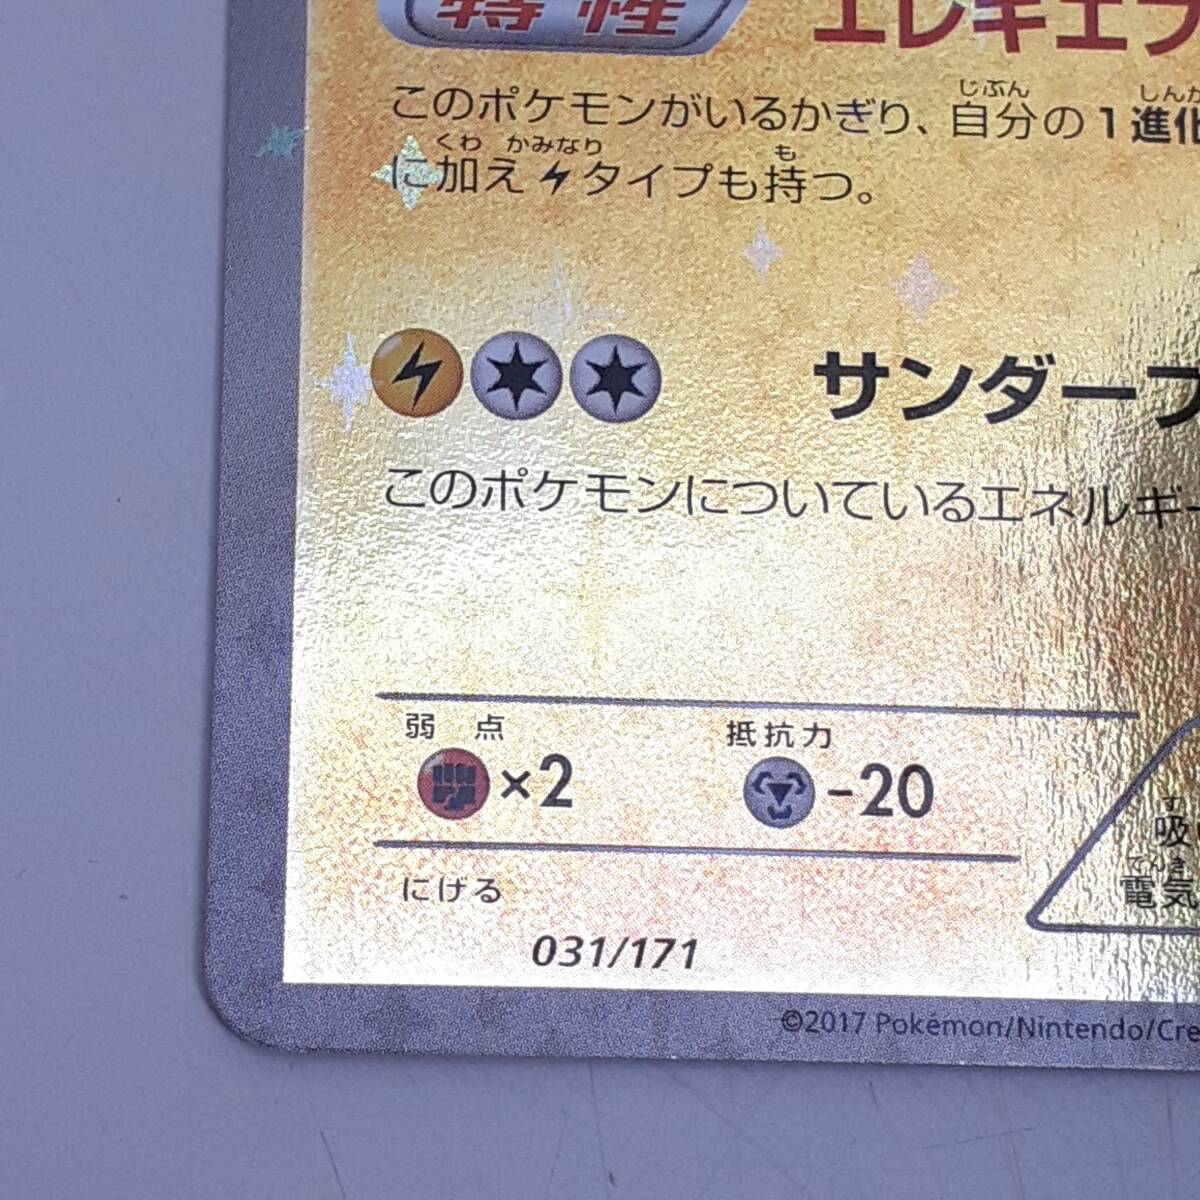 特性 エレキエフ
このポケモンがいるかぎり、自分の1進化
じぶん しんか
に加え タイプも持つ。
くわ かみなり も
サンダー
このポケモンについているエネルギー
弱点 抵抗力
×2 -20
にげる
す
吸
でんき
電気
031/171
©2017 Pokémon/Nintendo/Cre